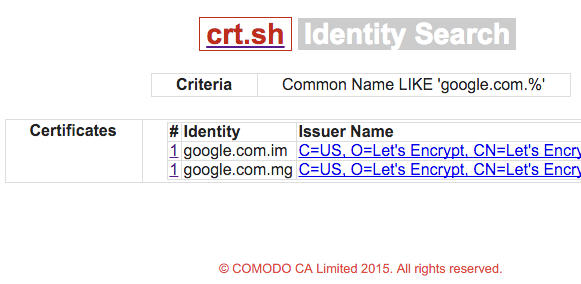 crt.sh Identity Search
Criteria Common Name LIKE 'google.com.%'
Certificates # Identity Issuer Name
1 google.com.im C=US, O=Let's Encrypt, CN=Let's Encry
1 google.com.mg C=US, O=Let's Encrypt, CN=Let's Encry
© COMODO CA Limited 2015. All rights reserved.